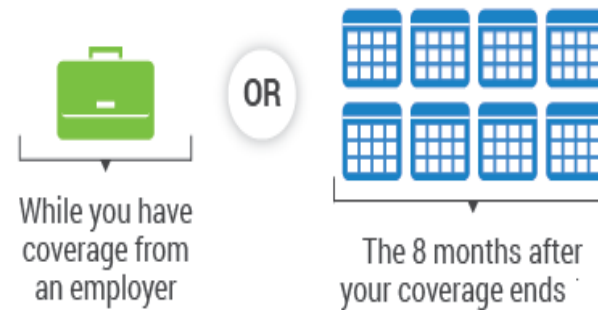 OR
While you have
coverage from
an employer
The 8 months after
your coverage ends